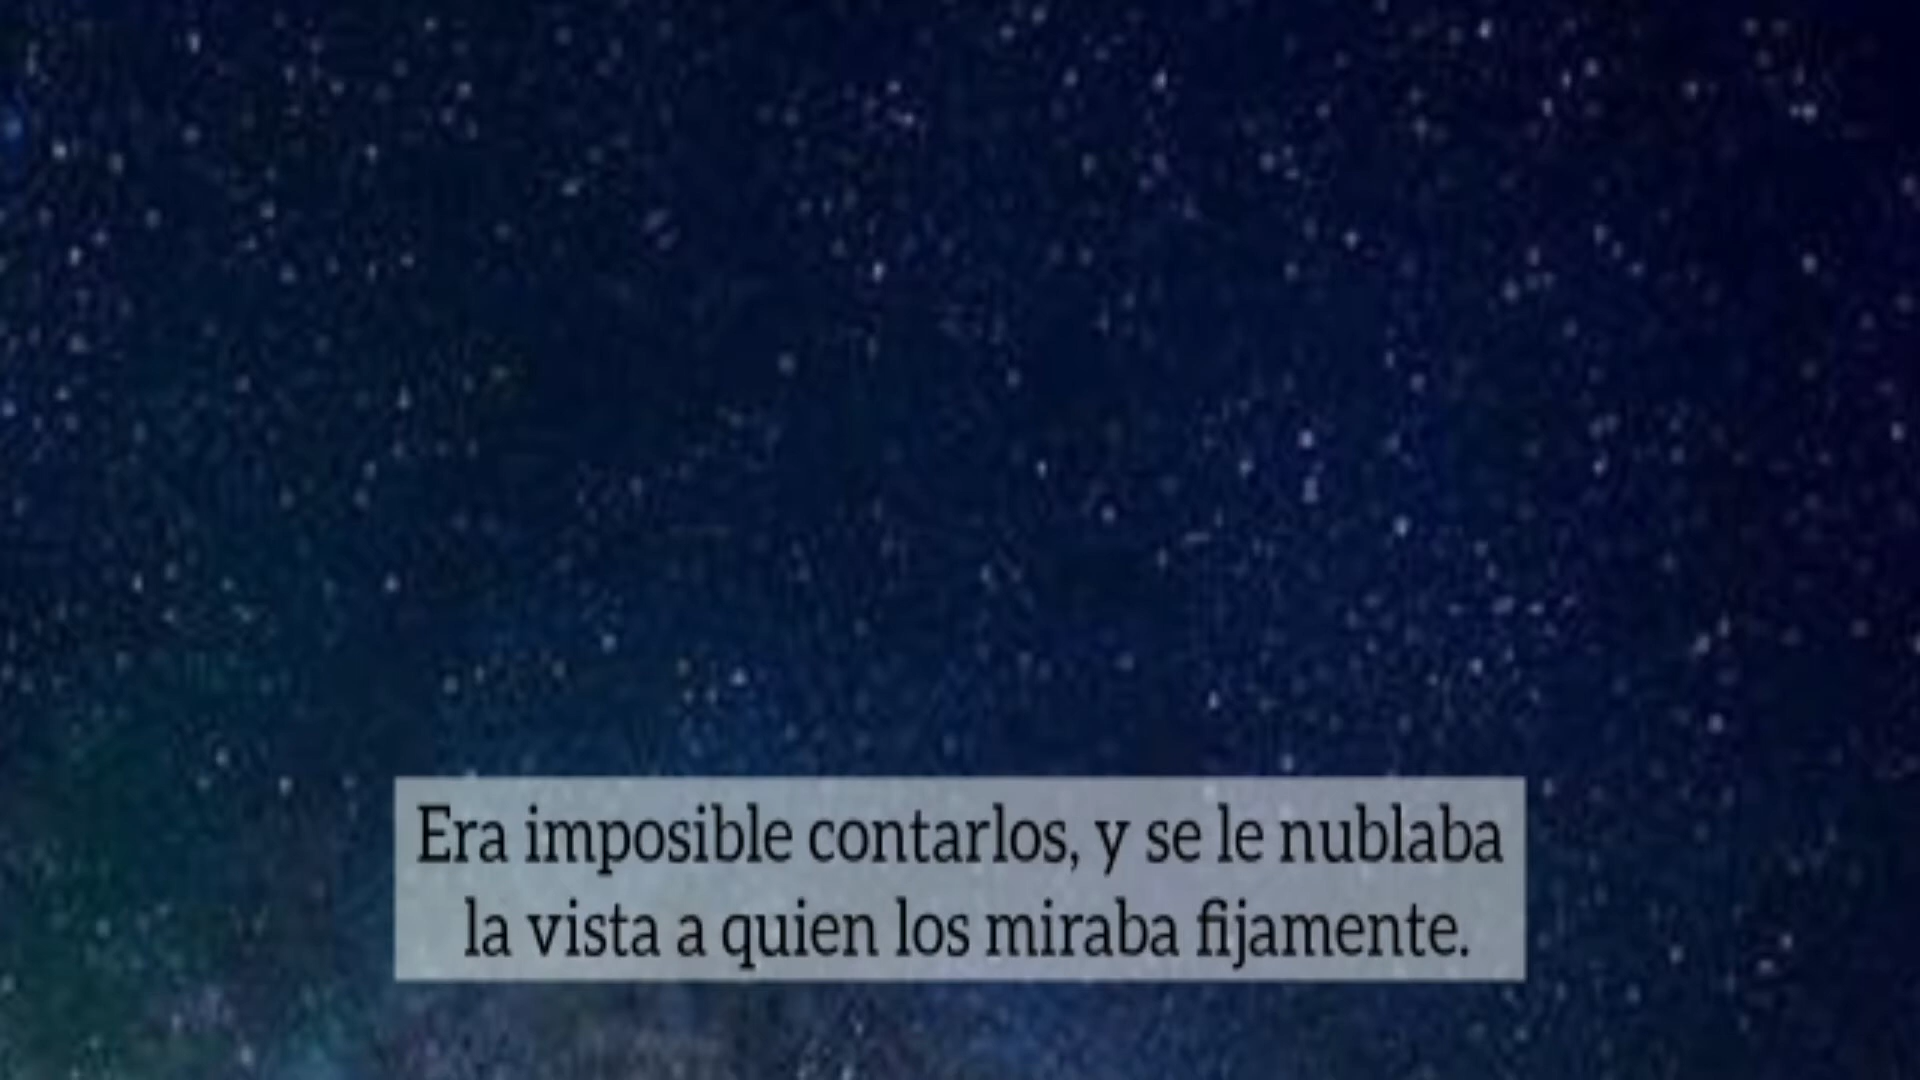 Era imposible contarlos, y se le nublaba
la vista a quien los miraba fijamente.